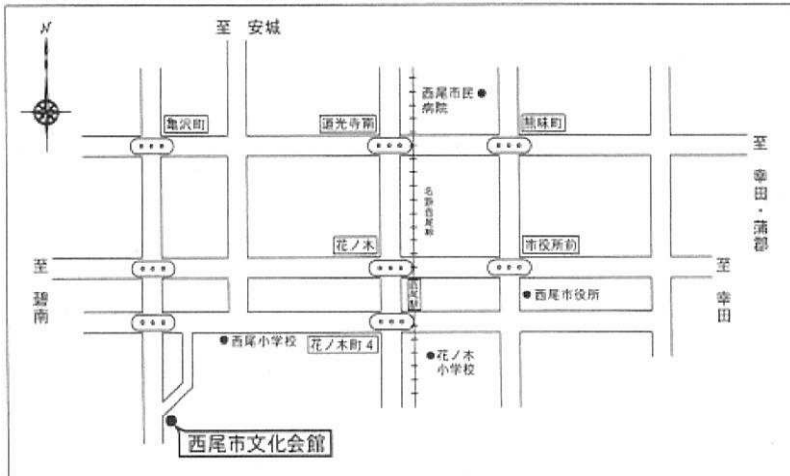 N
至 安城
西尾市民
病院
亀沢町
道光寺南
熊味町
至 幸田・蒲郡
名鉄西尾線
花ノ木
市役所前
至 碧南
至 幸田
西尾駅
西尾市役所
西尾小学校
花ノ木町4
花ノ木
小学校
西尾市文化会館